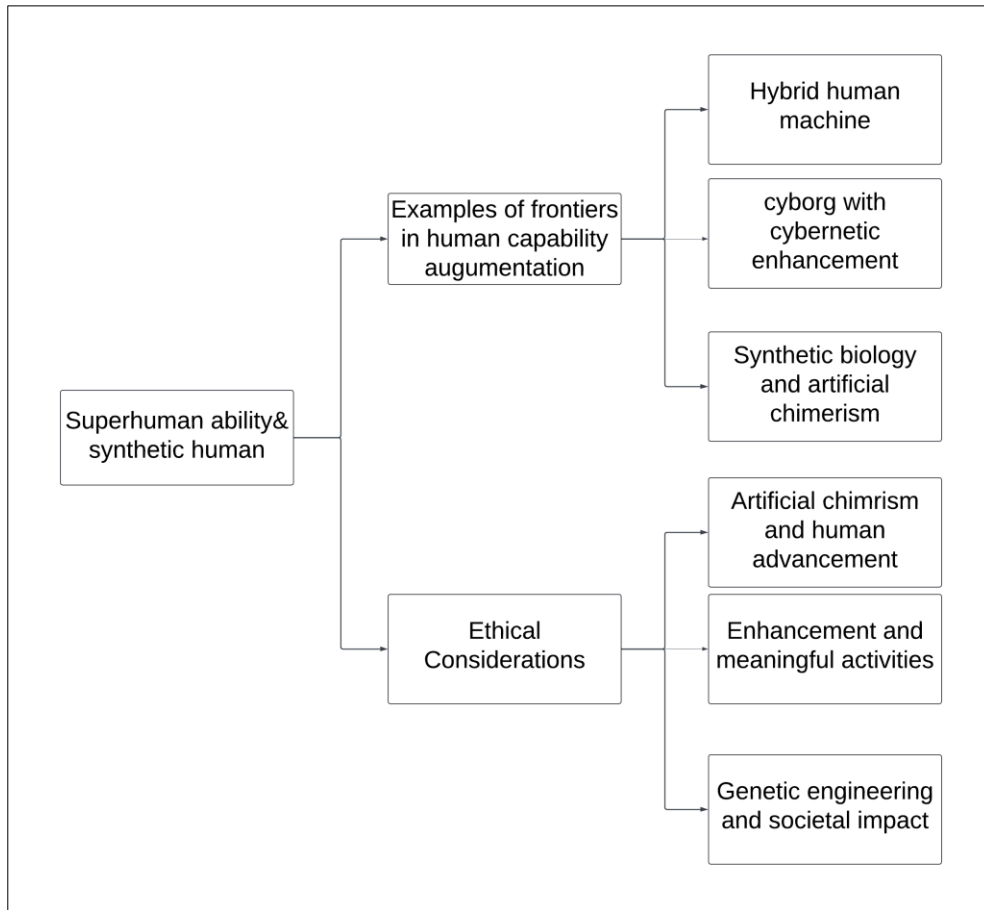 Hybrid human
machine
Examples of frontiers
in human capability
augumentation
cyborg with
cybernetic
enhancement
Synthetic biology
and artificial
chimerism
Superhuman ability&
synthetic human
Artificial chimrism
and human
advancement
Ethical
Considerations
Enhancement and
meaningful activities
Genetic engineering
and societal impact